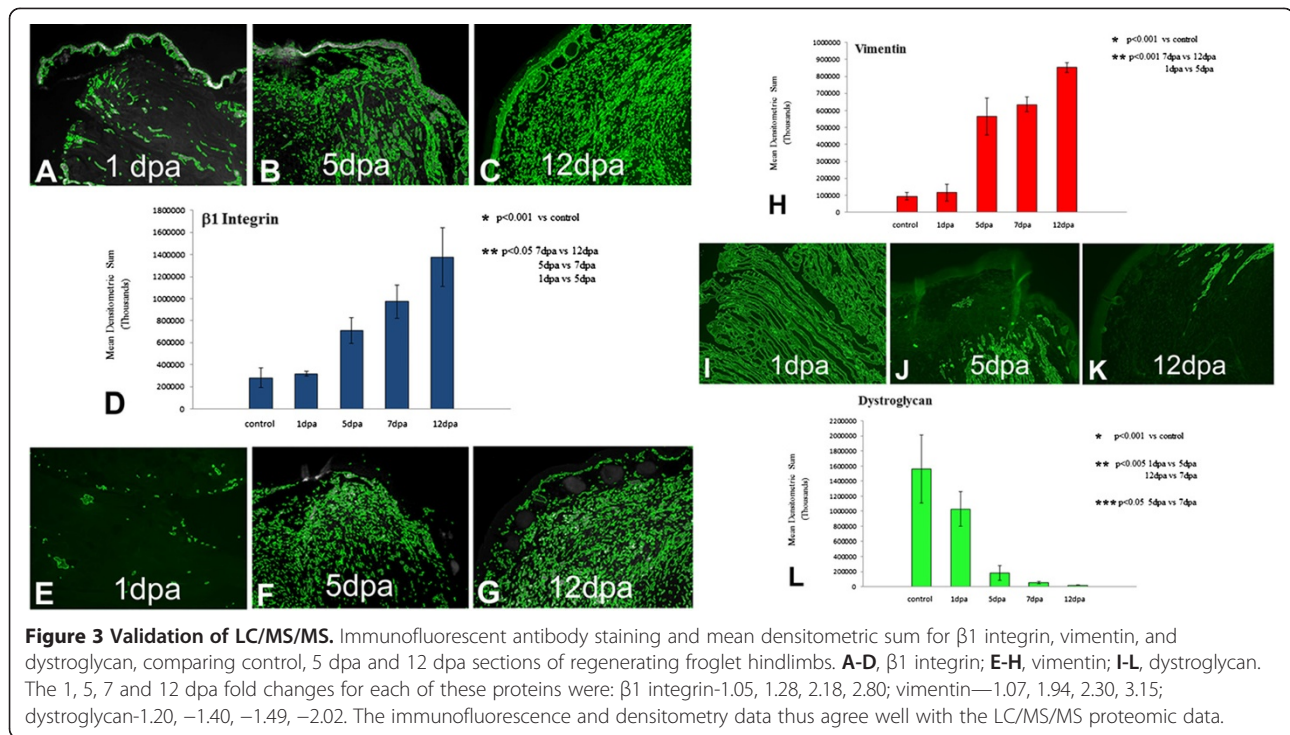 A 1 dpa
B 5dpa
C 12dpa
β1 Integrin
* p<0.001 vs control
** p<0.05 7dpa vs 12dpa
5dpa vs 7dpa
1dpa vs 5dpa
Mean Densitometric Sum
(Thousands)
1800000
1600000
1400000
1200000
1000000
800000
600000
400000
200000
0
control 1dpa 5dpa 7dpa 12dpa
D
E 1dpa
F 5dpa
G 12dpa
Vimentin
* p<0.001 vs control
** p<0.001 7dpa vs 12dpa
1dpa vs 5dpa
Mean Densitometric Sum
(Thousands)
1000000
900000
800000
700000
600000
500000
400000
300000
200000
100000
0
control 1dpa 5dpa 7dpa 12dpa
H
I 1dpa
J 5dpa
K 12dpa
Dystroglycan
* p<0.001 vs control
** p<0.005 1dpa vs 5dpa
12dpa vs 7dpa
*** p<0.05 5dpa vs 7dpa
Mean Densitometric Sum
(Thousands)
2200000
2000000
1800000
1600000
1400000
1200000
1000000
800000
600000
400000
200000
0
control 1dpa 5dpa 7dpa 12dpa
L
Figure 3 Validation of LC/MS/MS. Immunofluorescent antibody staining and mean densitometric sum for β1 integrin, vimentin, and
dystroglycan, comparing control, 5 dpa and 12 dpa sections of regenerating froglet hindlimbs. A-D, β1 integrin; E-H, vimentin; I-L, dystroglycan.
The 1, 5, 7 and 12 dpa fold changes for each of these proteins were: β1 integrin-1.05, 1.28, 2.18, 2.80; vimentin—1.07, 1.94, 2.30, 3.15;
dystroglycan-1.20, −1.40, −1.49, −2.02. The immunofluorescence and densitometry data thus agree well with the LC/MS/MS proteomic data.